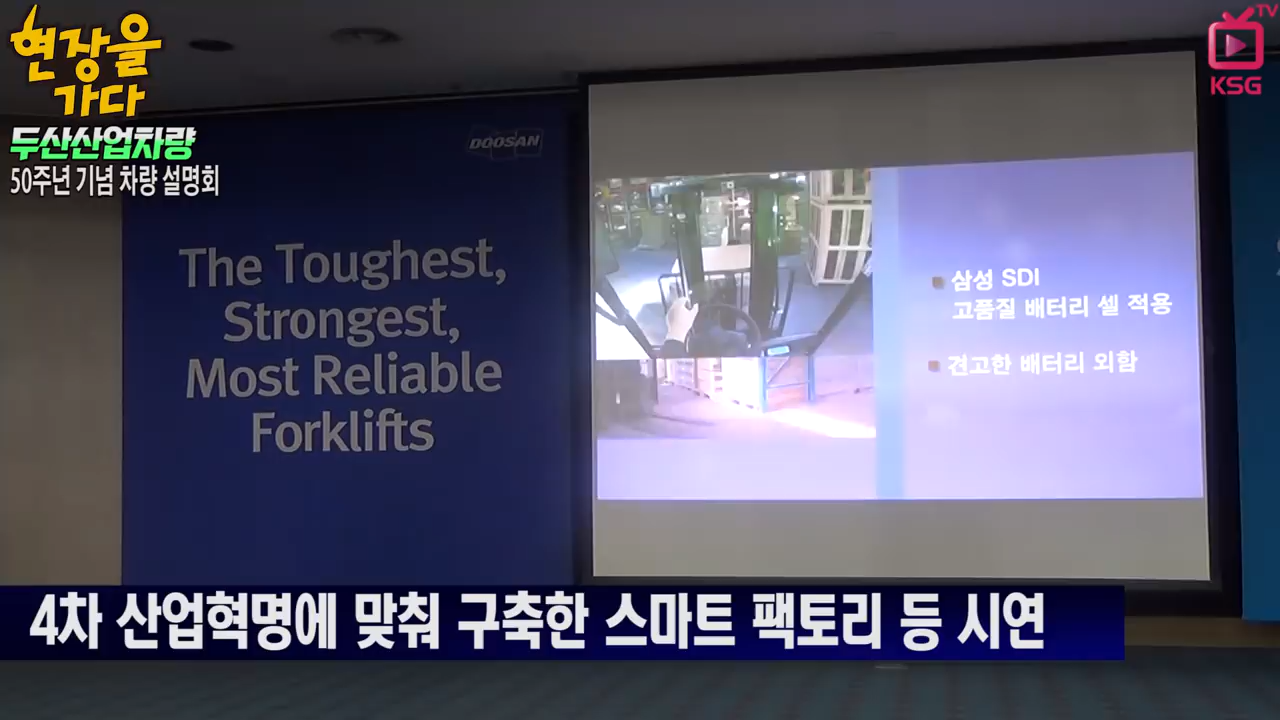 현장을
가다
두산산업차량
50주년 기념 차량 설명회
TV
KSG
DOOSAN
The Toughest,
Strongest,
Most Reliable
Forklifts
삼성 SDI
고품질 배터리 셀 적용
견고한 배터리 외함
4차 산업혁명에 맞춰 구축한 스마트 팩토리 등 시연